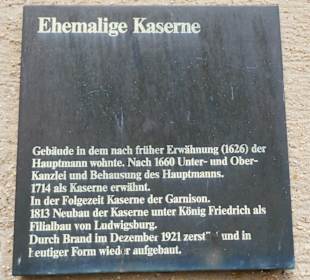 Ehemalige Kaserne
Gebäude in dem nach früher Erwähnung (1626) der
Hauptmann wohnte. Nach 1660 Unter- und Ober-
Kanzlei und Behausung des Hauptmanns.
1714 als Kaserne erwähnt.
In der Folgezeit Kaserne der Garnison.
1813 Neubau der Kaserne unter König Friedrich als
Filialbau von Ludwigsburg.
Durch Brand im Dezember 1921 zerst und in
heutiger Form wieder aufgebaut.